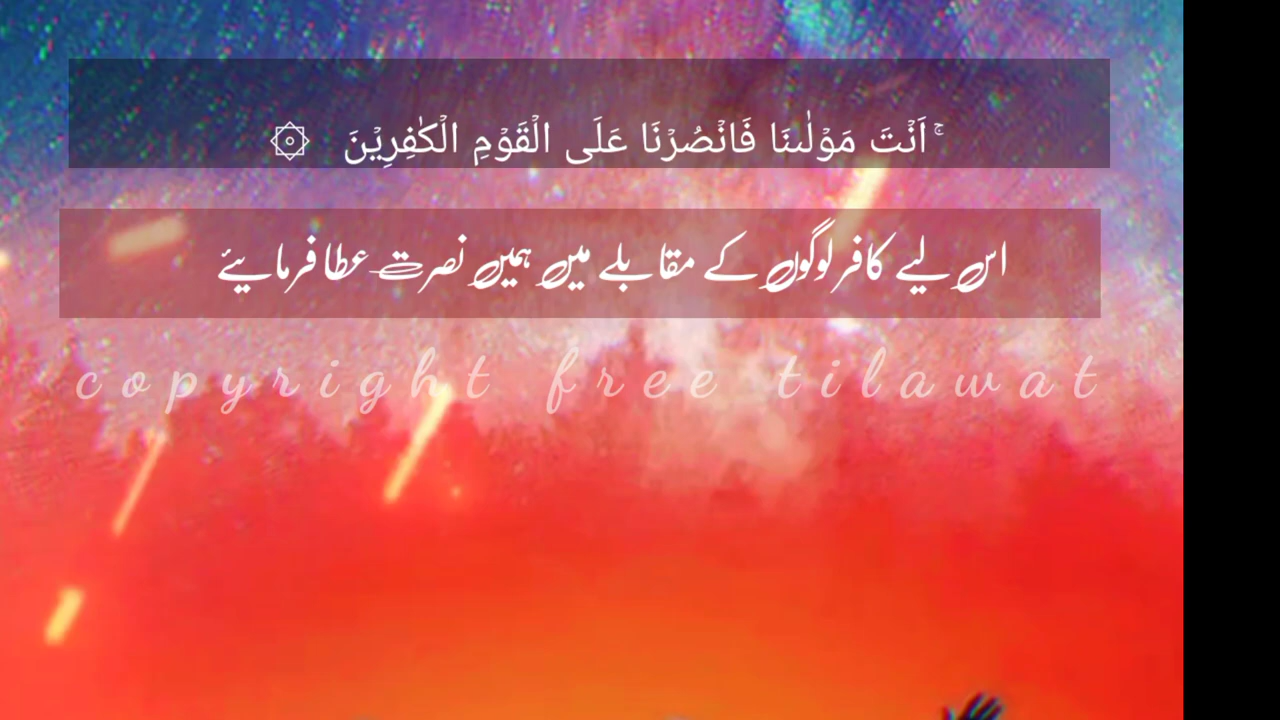 ۚ اَنۡتَ مَوۡلٰٮنَا فَانۡصُرۡنَا عَلَى الۡقَوۡمِ الۡكٰفِرِيۡنَ ۞
اس لیے کافر لوگوں کے مقابلے میں ہمیں نصرت عطا فرمایئے
copyright free tilawat